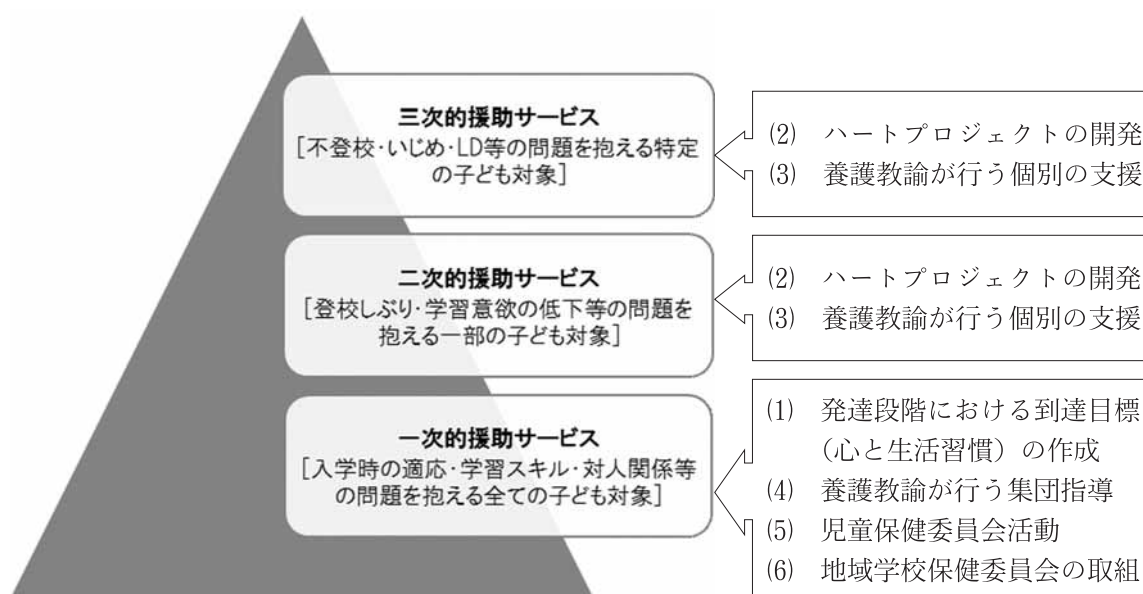 三次的援助サービス
[不登校・いじめ・LD等の問題を抱える特定
の子ども対象]
(2) ハートプロジェクトの開発
(3) 養護教諭が行う個別の支援
二次的援助サービス
[登校しぶり・学習意欲の低下等の問題を
抱える一部の子ども対象]
(2) ハートプロジェクトの開発
(3) 養護教諭が行う個別の支援
一次的援助サービス
[入学時の適応・学習スキル・対人関係等
の問題を抱える全ての子ども対象]
(1) 発達段階における到達目標
(心と生活習慣)の作成
(4) 養護教諭が行う集団指導
(5) 児童保健委員会活動
(6) 地域学校保健委員会の取組